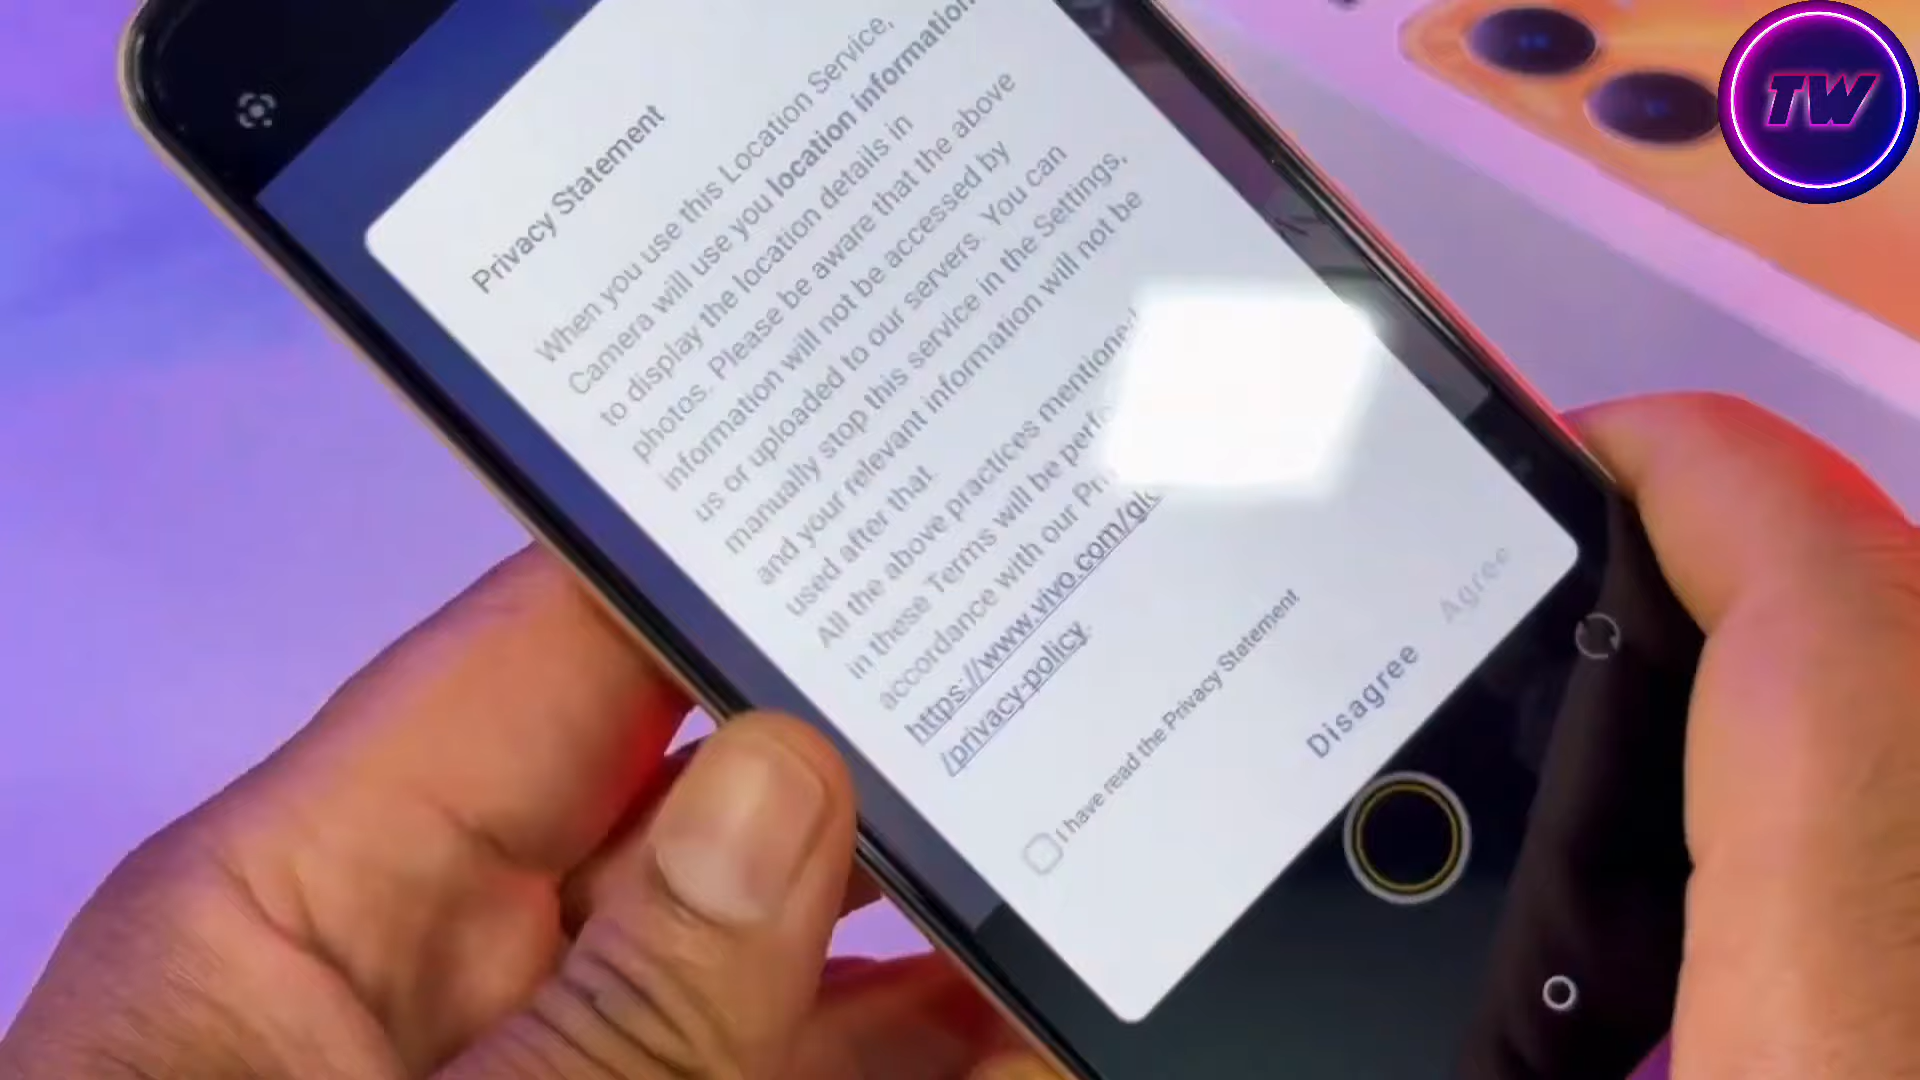 TW
Privacy Statement
When you use this Location Service,
Camera will use you location information
to display the location details in
photos. Please be aware that the above
information will not be accessed by
us or uploaded to our servers. You can
manually stop this service in the Settings,
and your relevant information will not be
used after that.
All the above practices mentioned
in these Terms will be
accordance with our
https://www.vivo.com/
/privacy-policy.
I have read the Privacy Statement
Disagree
Agree